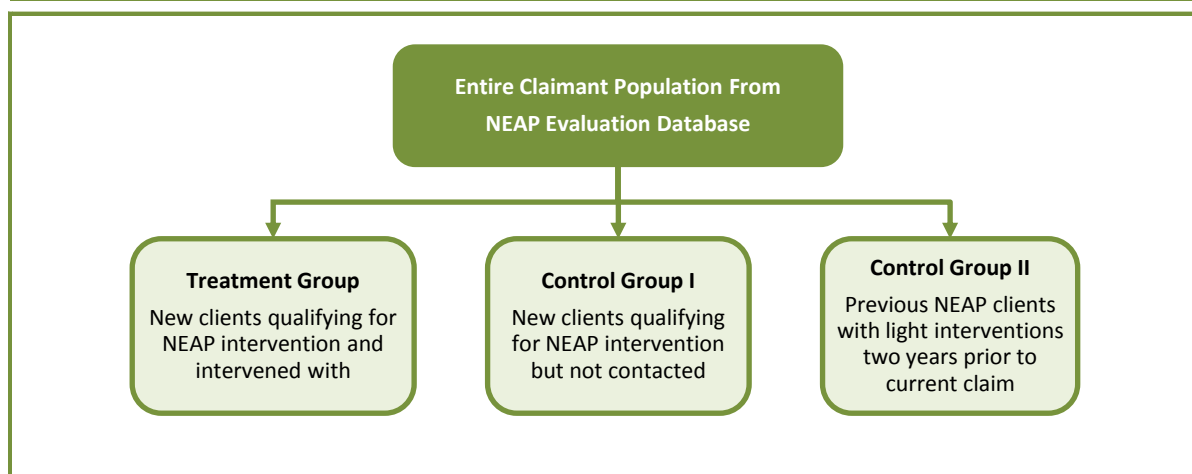 Entire Claimant Population From
NEAP Evaluation Database
Treatment Group
New clients qualifying for
NEAP intervention and
intervened with
Control Group I
New clients qualifying
for NEAP intervention
but not contacted
Control Group II
Previous NEAP clients
with light interventions
two years prior to
current claim